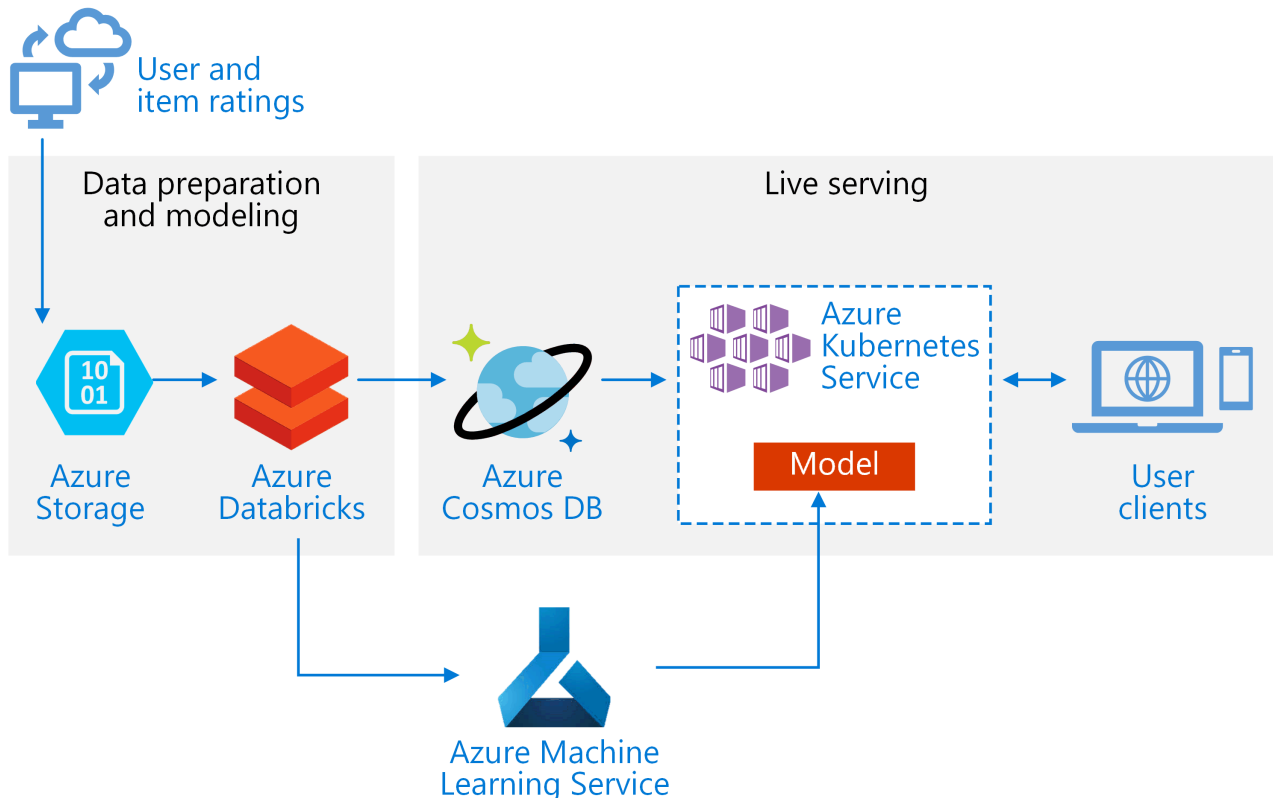 User and
item ratings
Data preparation
and modeling
Live serving
10
01
Azure
Storage
Azure
Databricks
Azure
Cosmos DB
Azure
Kubernetes
Service
Model
User
clients
Azure Machine
Learning Service